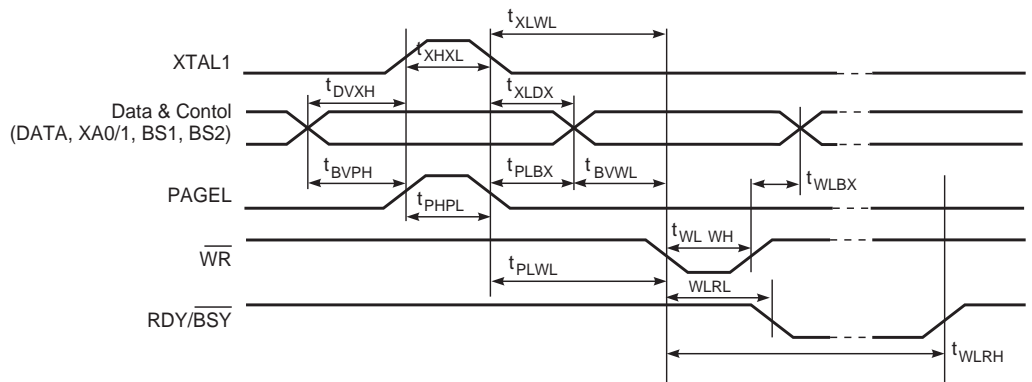 tXLWL
XTAL1
tXHXL
tDVXH
tXLDX
Data & Contol
(DATA, XA0/1, BS1, BS2)
tBVPH
tPLBX
tBVWL
tWLBX
PAGEL
tPHPL
tWL WH
WR
tPLWL
WLRL
RDY/BSY
tWLRH